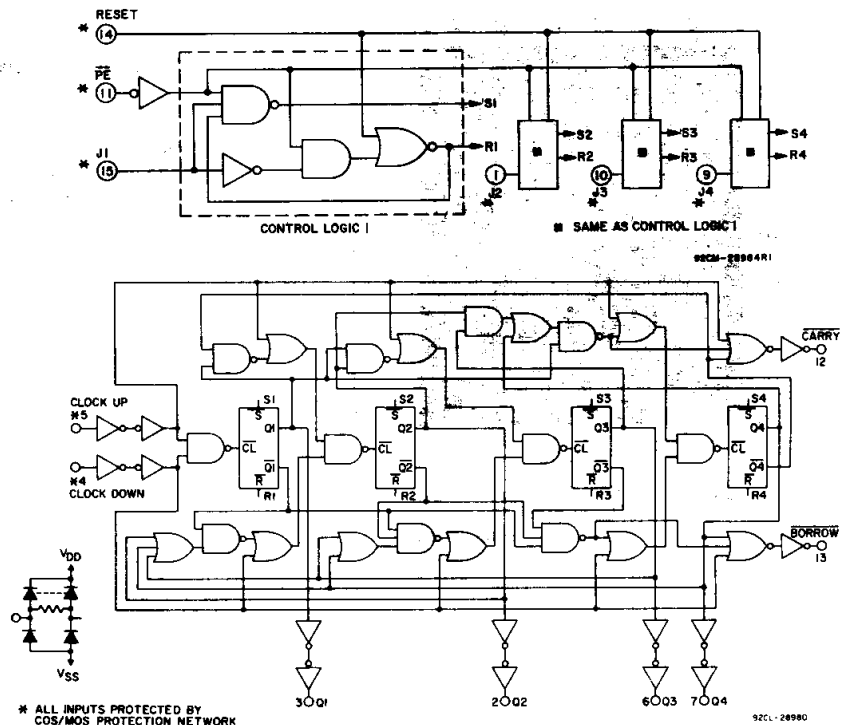 RESET
* 14
PE
* 11
J1
* 15
S1
R1
CONTROL LOGIC 1
S2
R2
1
J2
*
S3
R3
10
J3
*
S4
R4
9
J4
*
SAME AS CONTROL LOGIC 1
92CM-28984R1
CARRY
12
CLOCK UP
*5
*4
CLOCK DOWN
S1
S
Q1
CL
Q1
R
R1
S2
S
Q2
CL
Q2
R
R2
S3
S
Q3
CL
Q3
R
R3
S4
S
Q4
CL
Q4
R
R4
BORROW
13
VDD
VSS
3 Q1
2 Q2
6 Q3
7 Q4
* ALL INPUTS PROTECTED BY
COS/MOS PROTECTION NETWORK
92CL-28980